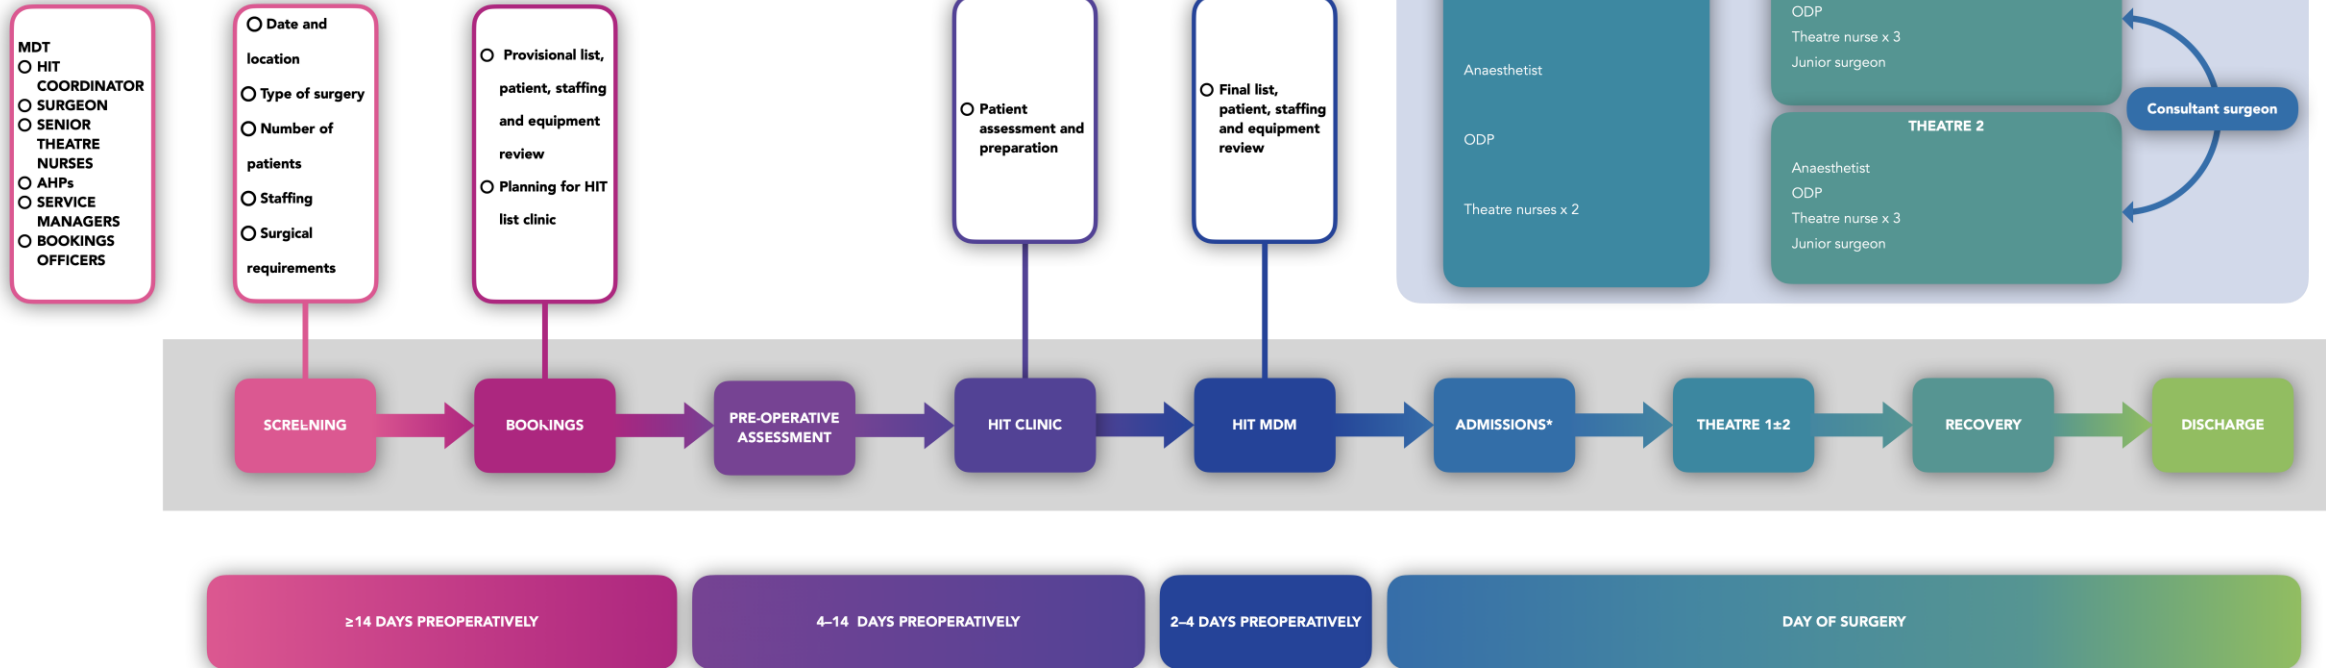 MDT
HIT
COORDINATOR
SURGEON
SENIOR
THEATRE
NURSES
AHPs
SERVICE
MANAGERS
BOOKINGS
OFFICERS
Date and
location
Type of surgery
Number of
patients
Staffing
Surgical
requirements
Provisional list,
patient, staffing
and equipment
review
Planning for HIT
list clinic
Patient
assessment and
preparation
Final list,
patient, staffing
and equipment
review
Anaesthetist
ODP
Theatre nurses x 2
ODP
Theatre nurse x 3
Junior surgeon
THEATRE 2
Anaesthetist
ODP
Theatre nurse x 3
Junior surgeon
Consultant surgeon
SCREENING
BOOKINGS
PRE-OPERATIVE
ASSESSMENT
HIT CLINIC
HIT MDM
ADMISSIONS*
THEATRE 1±2
RECOVERY
DISCHARGE
≥14 DAYS PREOPERATIVELY
4–14 DAYS PREOPERATIVELY
2–4 DAYS PREOPERATIVELY
DAY OF SURGERY